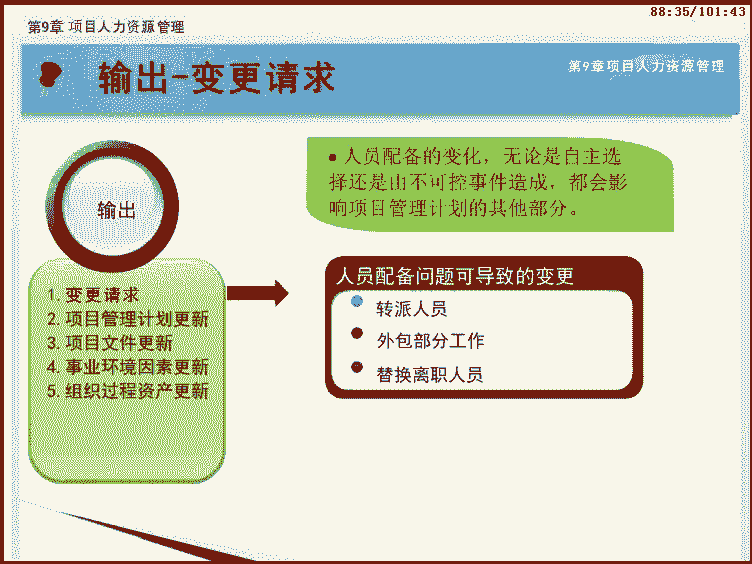 88:35/101:43
第9章 项目人力资源管理
输出-变更请求
第9章项目人力资源管理
输出
1.变更请求
2.项目管理计划更新
3.项目文件更新
4.事业环境因素更新
5.组织过程资产更新
• 人员配备的变化，无论是自主选
择还是由不可控事件造成，都会影
响项目管理计划的其他部分。
人员配备问题可导致的变更
转派人员
外包部分工作
替换离职人员